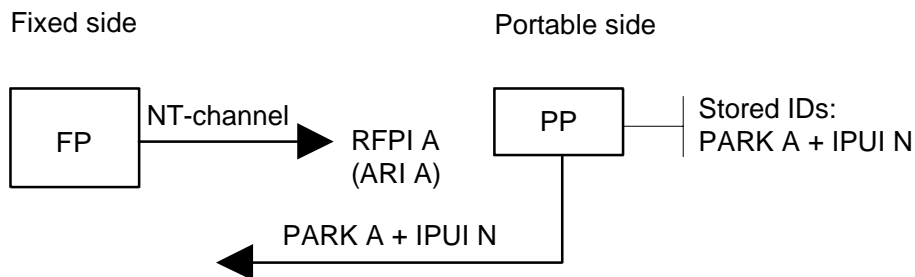 Fixed side
Portable side
FP
NT-channel
RFPI A
(ARI A)
PP
Stored IDs:
PARK A + IPUI N
PARK A + IPUI N